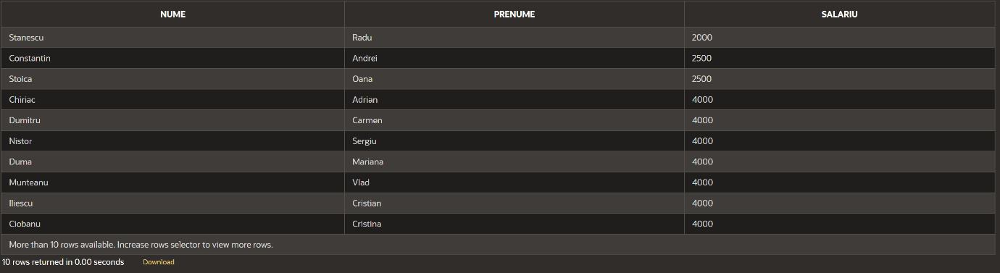 NUME PRENUME SALARIU
Stanescu Radu 2000
Constantin Andrei 2500
Stoica Oana 2500
Chiriac Adrian 4000
Dumitru Carmen 4000
Nistor Sergiu 4000
Duma Mariana 4000
Munteanu Vlad 4000
Iliescu Cristian 4000
Ciobanu Cristina 4000
More than 10 rows available. Increase rows selector to view more rows.
10 rows returned in 0.00 seconds Download